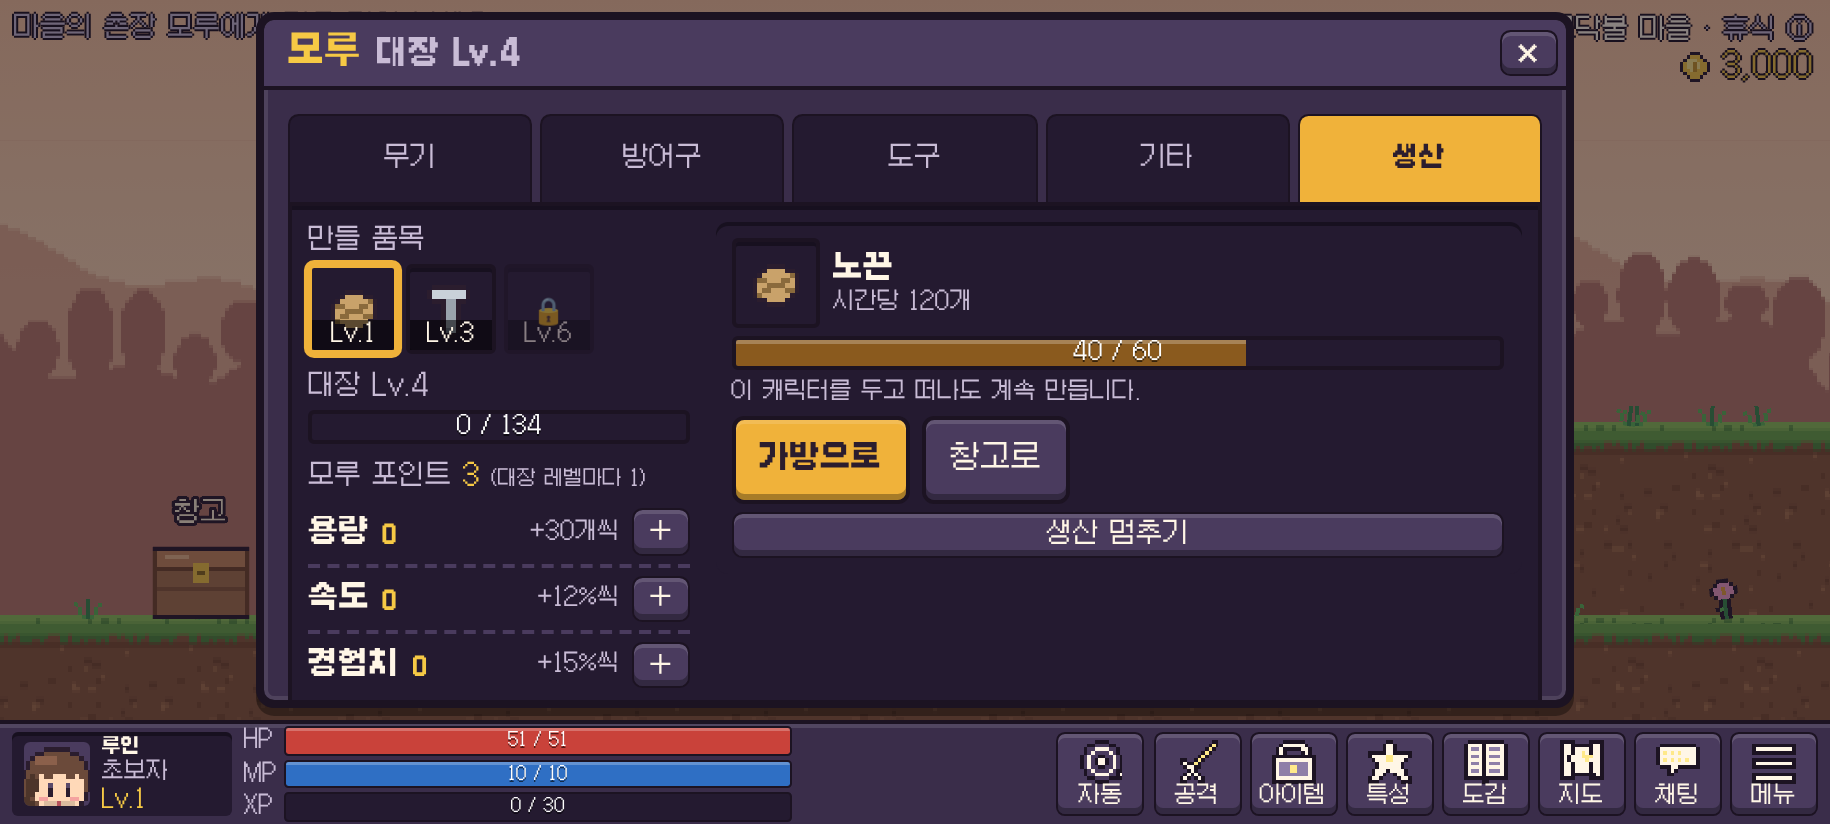 마을의 촌장 모루에게
모닥불 마을 · 휴식
3,000
모루 대장 Lv.4
무기
방어구
도구
기타
생산
만들 품목
Lv.1
Lv.3
Lv.6
대장 Lv.4
0 / 134
모루 포인트 3 (대장 레벨마다 1)
용량 0 +30개씩 +
속도 0 +12%씩 +
경험치 0 +15%씩 +
노끈
시간당 120개
40 / 60
이 캐릭터를 두고 떠나도 계속 만듭니다.
가방으로
창고로
생산 멈추기
창고
루인
초보자
Lv.1
HP 51 / 51
MP 10 / 10
XP 0 / 30
자동
공격
아이템
특성
도감
지도
채팅
메뉴